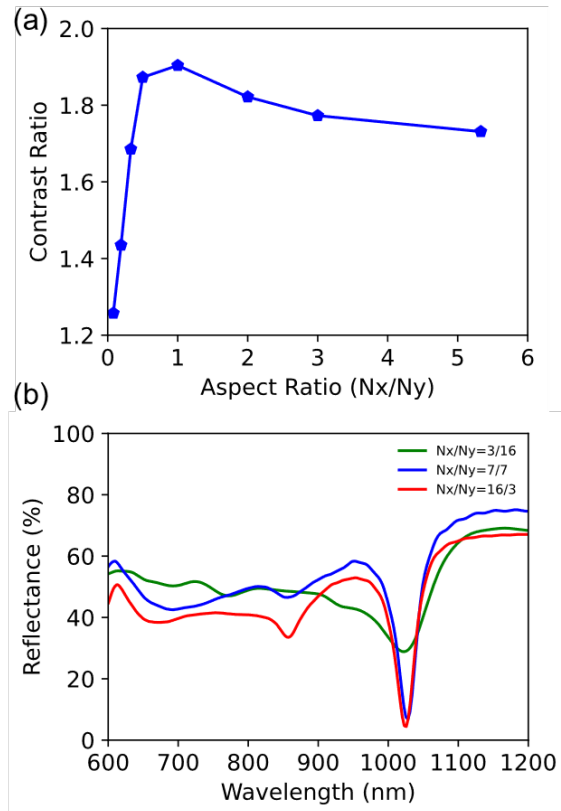 (a)
2.0
1.8
1.6
1.4
1.2
Contrast Ratio
0 1 2 3 4 5 6
Aspect Ratio (Nx/Ny)
(b)
100
80
60
40
20
0
Reflectance (%)
Nx/Ny=3/16
Nx/Ny=7/7
Nx/Ny=16/3
600 700 800 900 1000 1100 1200
Wavelength (nm)